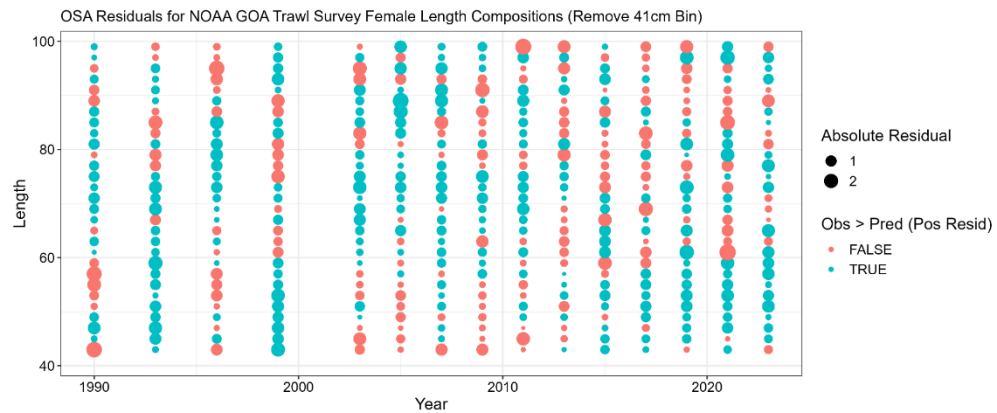 OSA Residuals for NOAA GOA Trawl Survey Female Length Compositions (Remove 41cm Bin)
100
80
60
40
Length
1990
2000
2010
2020
Year
Absolute Residual
1
2
Obs > Pred (Pos Resid)
FALSE
TRUE